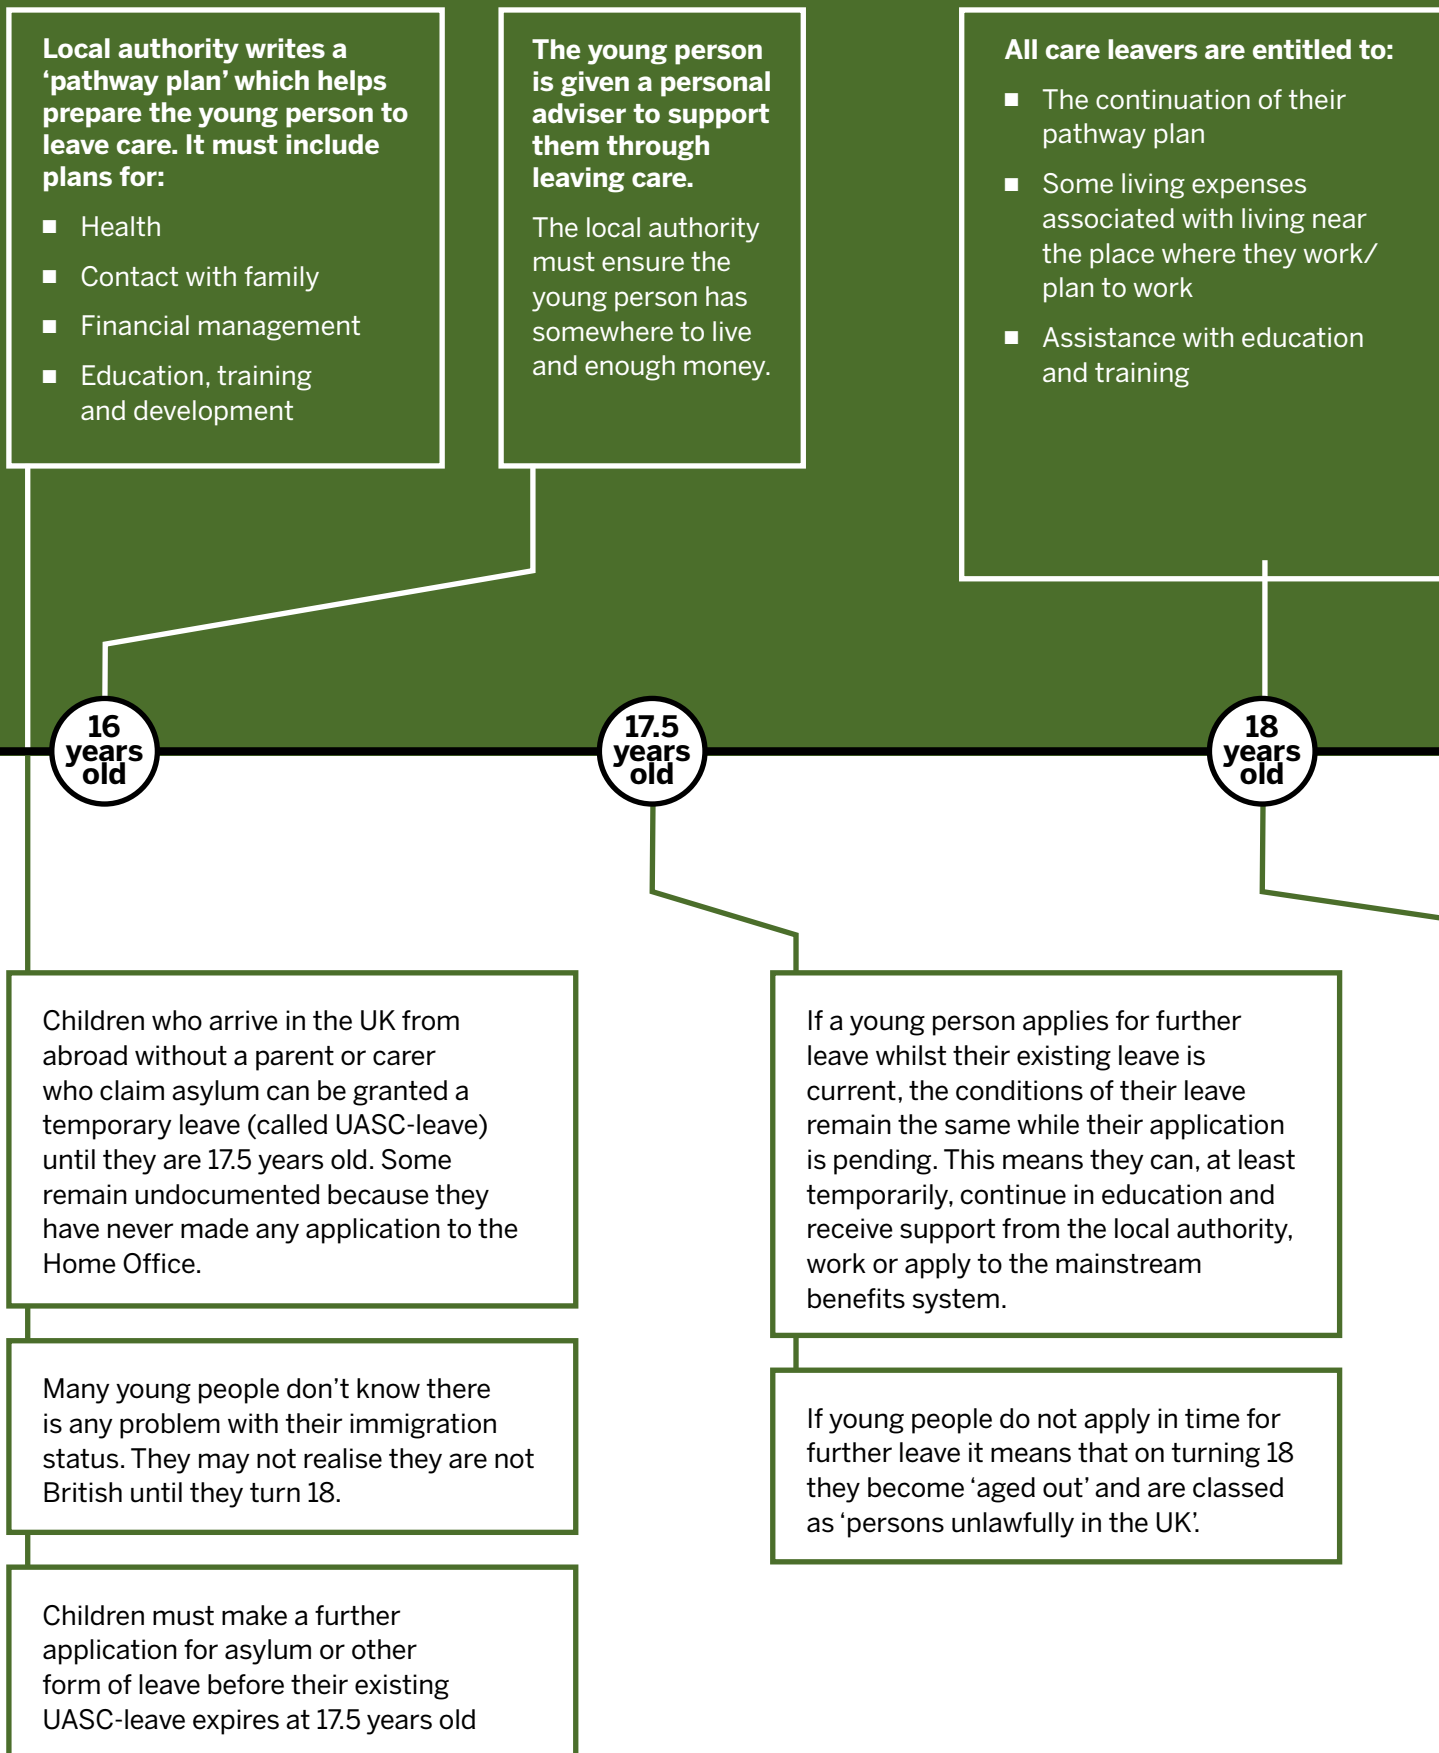 Local authority writes a
‘pathway plan’ which helps
prepare the young person to
leave care. It must include
plans for:
■ Health
■ Contact with family
■ Financial management
■ Education, training
and development
The young person
is given a personal
adviser to support
them through
leaving care.
The local authority
must ensure the
young person has
somewhere to live
and enough money.
All care leavers are entitled to:
■ The continuation of their
pathway plan
■ Some living expenses
associated with living near
the place where they work/
plan to work
■ Assistance with education
and training
16
years
old
17.5
years
old
18
years
old
Children who arrive in the UK from
abroad without a parent or carer
who claim asylum can be granted a
temporary leave (called UASC-leave)
until they are 17.5 years old. Some
remain undocumented because they
have never made any application to the
Home Office.
Many young people don’t know there
is any problem with their immigration
status. They may not realise they are not
British until they turn 18.
Children must make a further
application for asylum or other
form of leave before their existing
UASC-leave expires at 17.5 years old
If a young person applies for further
leave whilst their existing leave is
current, the conditions of their leave
remain the same while their application
is pending. This means they can, at least
temporarily, continue in education and
receive support from the local authority,
work or apply to the mainstream
benefits system.
If young people do not apply in time for
further leave it means that on turning 18
they become ‘aged out’ and are classed
as ‘persons unlawfully in the UK’.